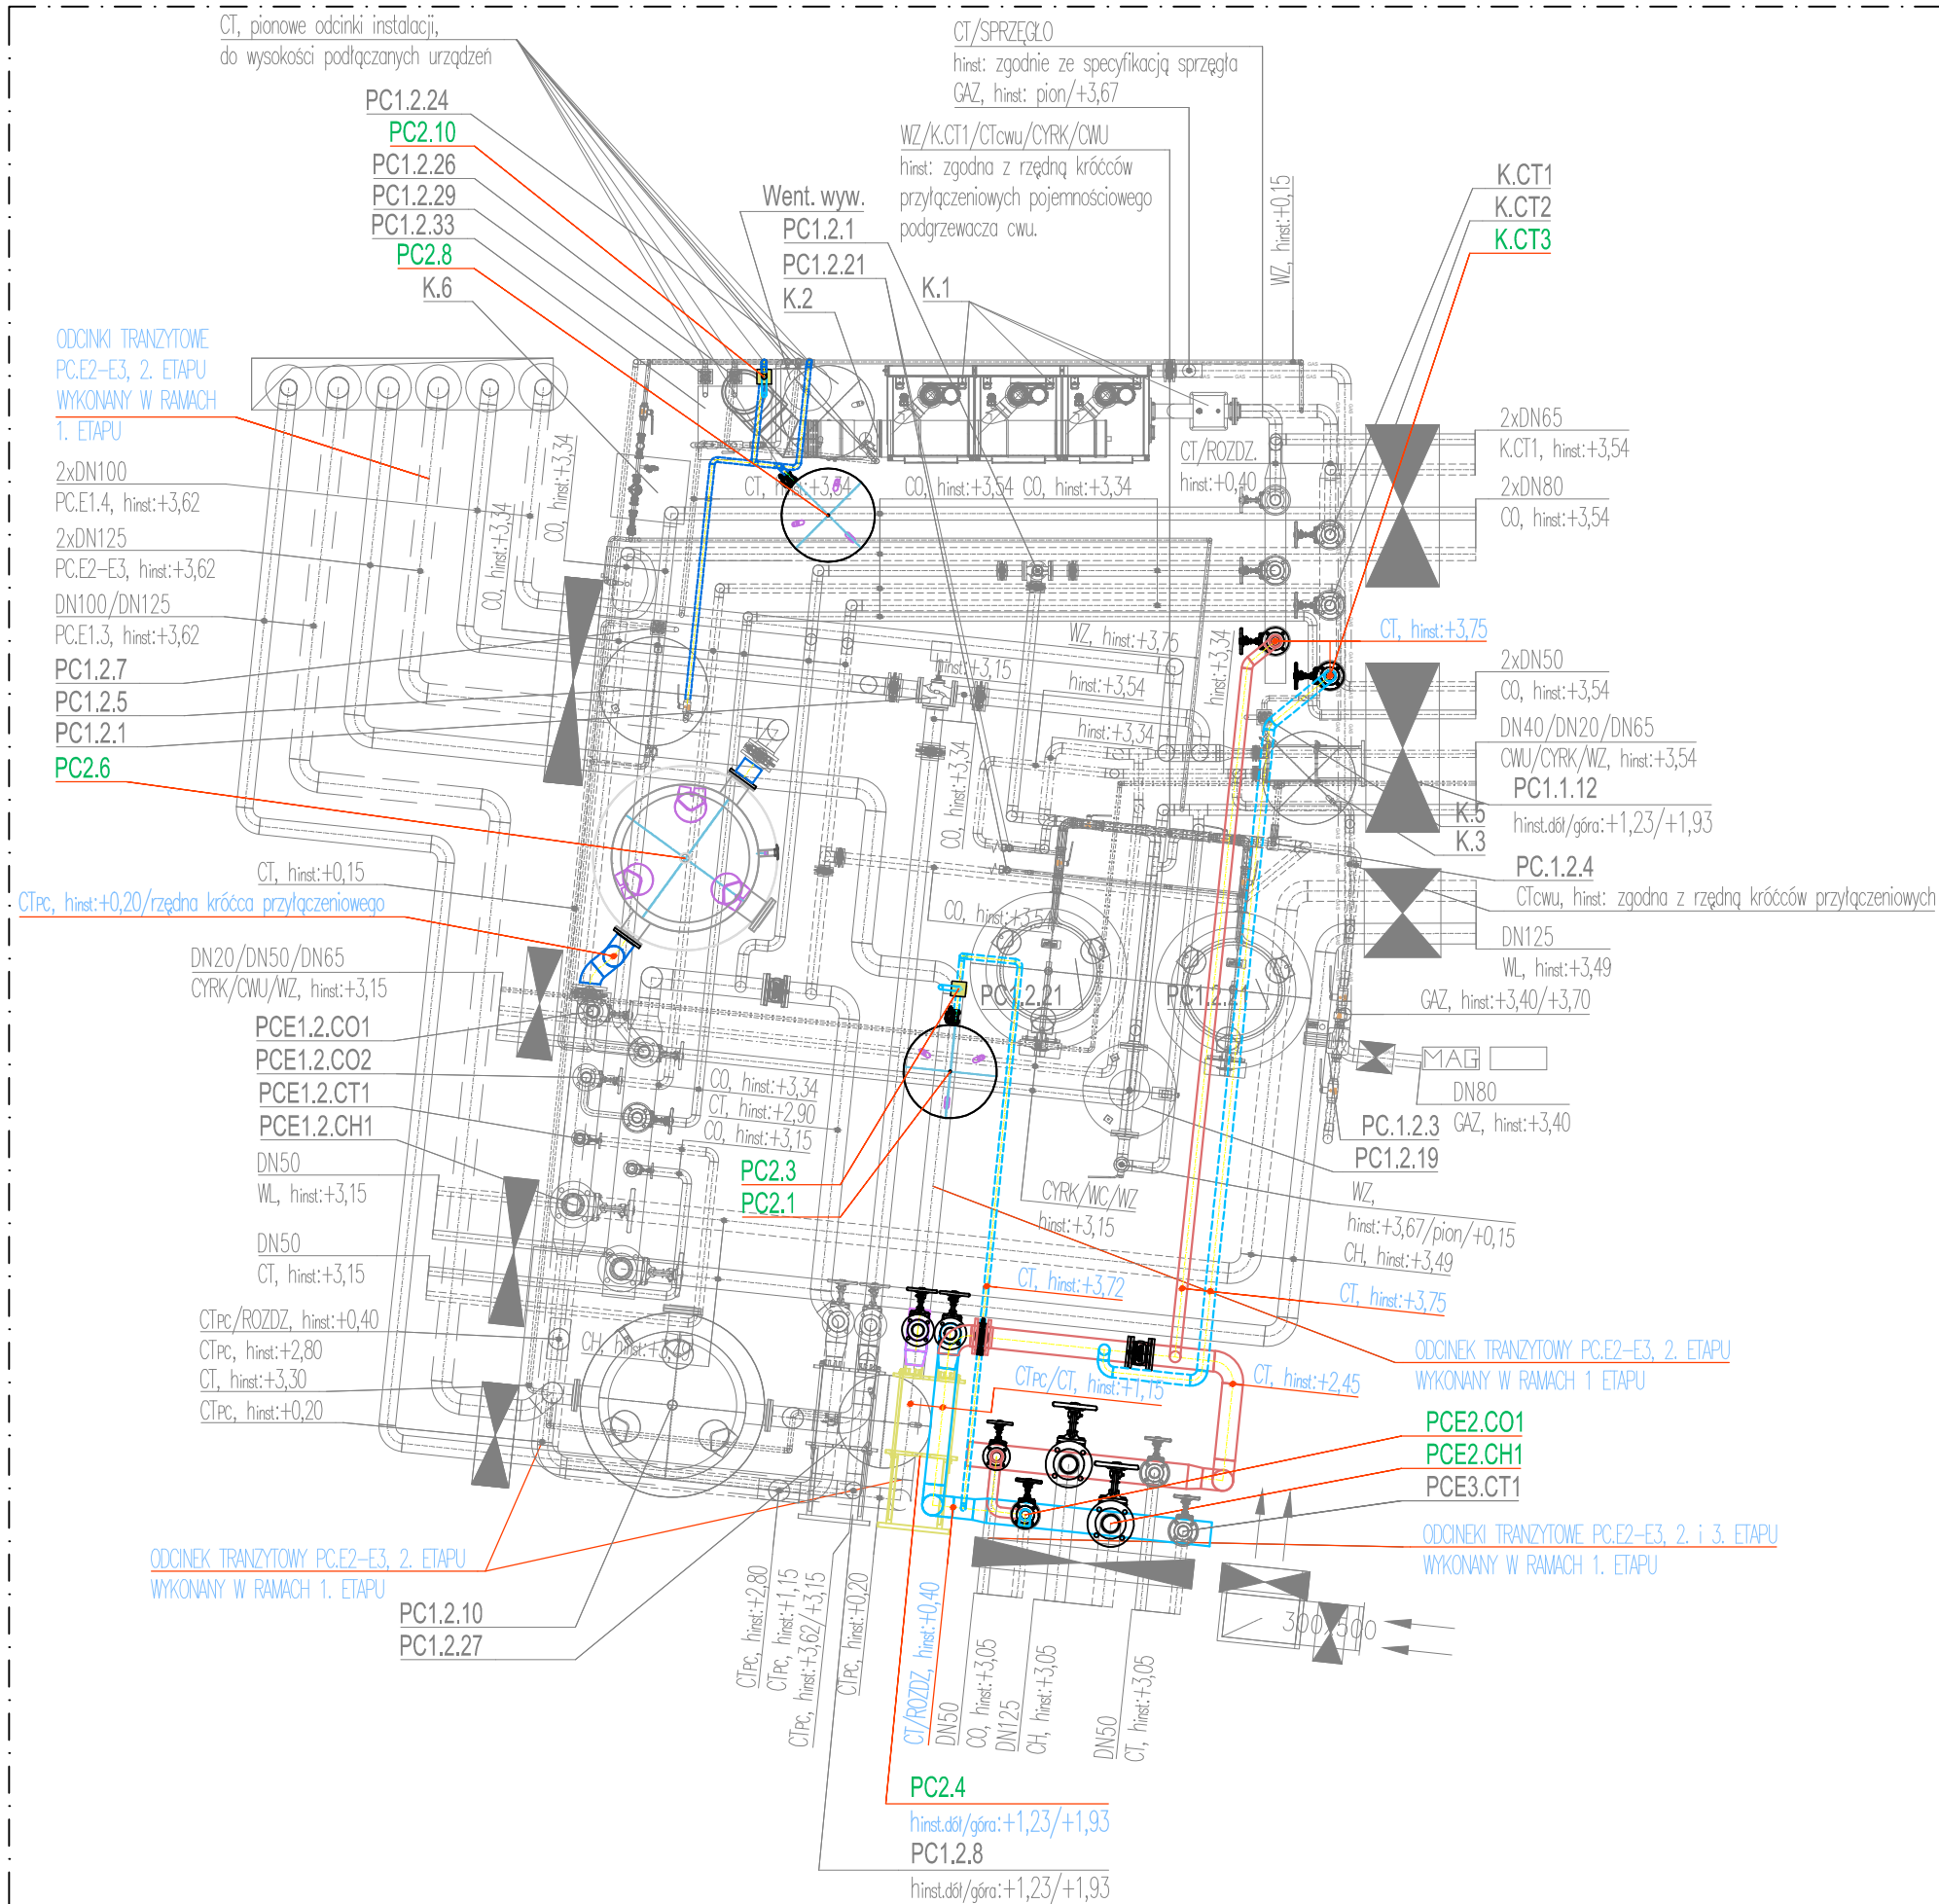 CT, pionowe odcinki instalacji,
do wysokości podłączanych urządzeń
PC1.2.24
PC2.10
PC1.2.26
PC1.2.29
PC1.2.33
PC2.8
K.6
CT/SPRZĘGŁO
hinst: zgodnie ze specyfikacją sprzęgła
GAZ, hinst: pion/+3,67
WZ/K.CT1/CTcwu/CYRK/CWU
hinst: zgodna z rzędną króćców
przyłączeniowych pojemnościowego
podgrzewacza cwu.
Went. wyw.
PC1.2.1
PC1.2.21
K.2
K.1
WZ, hinst:+0,15
K.CT1
K.CT2
K.CT3
ODCINKI TRANZYTOWE
PC.E2-E3, 2. ETAPU
WYKONANY W RAMACH
1. ETAPU
2xDN100
PC.E1.4, hinst:+3,62
2xDN125
PC.E2-E3, hinst:+3,62
DN100/DN125
PC.E1.3, hinst:+3,62
PC1.2.7
PC1.2.5
PC1.2.1
PC2.6
CO, hinst:+3,34
CO, hinst:+3,34
CT, hinst:+3,54
CO, hinst:+3,54
CO, hinst:+3,34
CT/ROZDZ.
hinst:+0,40
2xDN65
K.CT1, hinst:+3,54
2xDN80
CO, hinst:+3,54
WZ, hinst:+3,75
hinst:+3,34
CT, hinst:+3,75
hinst:+3,15
hinst:+3,54
hinst:+3,34
CO, hinst:+3,34
2xDN50
CO, hinst:+3,54
DN40/DN20/DN65
CWU/CYRK/WZ, hinst:+3,54
PC1.1.12
hinst.dół/góra:+1,23/+1,93
K.5
K.3
PC.1.2.4
CTcwu, hinst: zgodna z rzędną króćców przyłączeniowych
DN125
WL, hinst:+3,49
GAZ, hinst:+3,40/+3,70
CT, hinst:+0,15
CTPC, hinst:+0,20/rzędna króćca przyłączeniowego
DN20/DN50/DN65
CYRK/CWU/WZ, hinst:+3,15
PCE1.2.CO1
PCE1.2.CO2
PCE1.2.CT1
PCE1.2.CH1
DN50
WL, hinst:+3,15
DN50
CT, hinst:+3,15
CO, hinst:+3,54
PC1.2.21
PC1.2.21
MAG
DN80
GAZ, hinst:+3,40
PC.1.2.3
PC1.2.19
CO, hinst:+3,34
CT, hinst:+2,90
CO, hinst:+3,15
PC2.3
PC2.1
CYRK/WC/WZ
hinst:+3,15
WZ,
hinst:+3,67/pion/+0,15
CH, hinst:+3,49
CT, hinst:+3,72
CT, hinst:+3,75
CTPC/ROZDZ, hinst:+0,40
CTPC, hinst:+2,80
CT, hinst:+3,30
CTPC, hinst:+0,20
CTPC/CT, hinst:+1,15
CT, hinst:+2,45
ODCINEK TRANZYTOWY PC.E2-E3, 2. ETAPU
WYKONANY W RAMACH 1 ETAPU
PCE2.CO1
PCE2.CH1
PCE3.CT1
ODCINEKI TRANZYTOWE PC.E2-E3, 2. i 3. ETAPU
WYKONANY W RAMACH 1. ETAPU
ODCINEK TRANZYTOWY PC.E2-E3, 2. ETAPU
WYKONANY W RAMACH 1. ETAPU
PC1.2.10
PC1.2.27
CTPC, hinst:+2,80
CTPC, hinst:+1,15
CTPC, hinst:+3,62/+3,15
CTPC, hinst:+0,20
CT/ROZDZ, hinst:+0,40
DN50
CO, hinst:+3,05
DN125
CH, hinst:+3,05
DN50
CT, hinst:+3,05
PC2.4
hinst.dół/góra:+1,23/+1,93
PC1.2.8
hinst.dół/góra:+1,23/+1,93